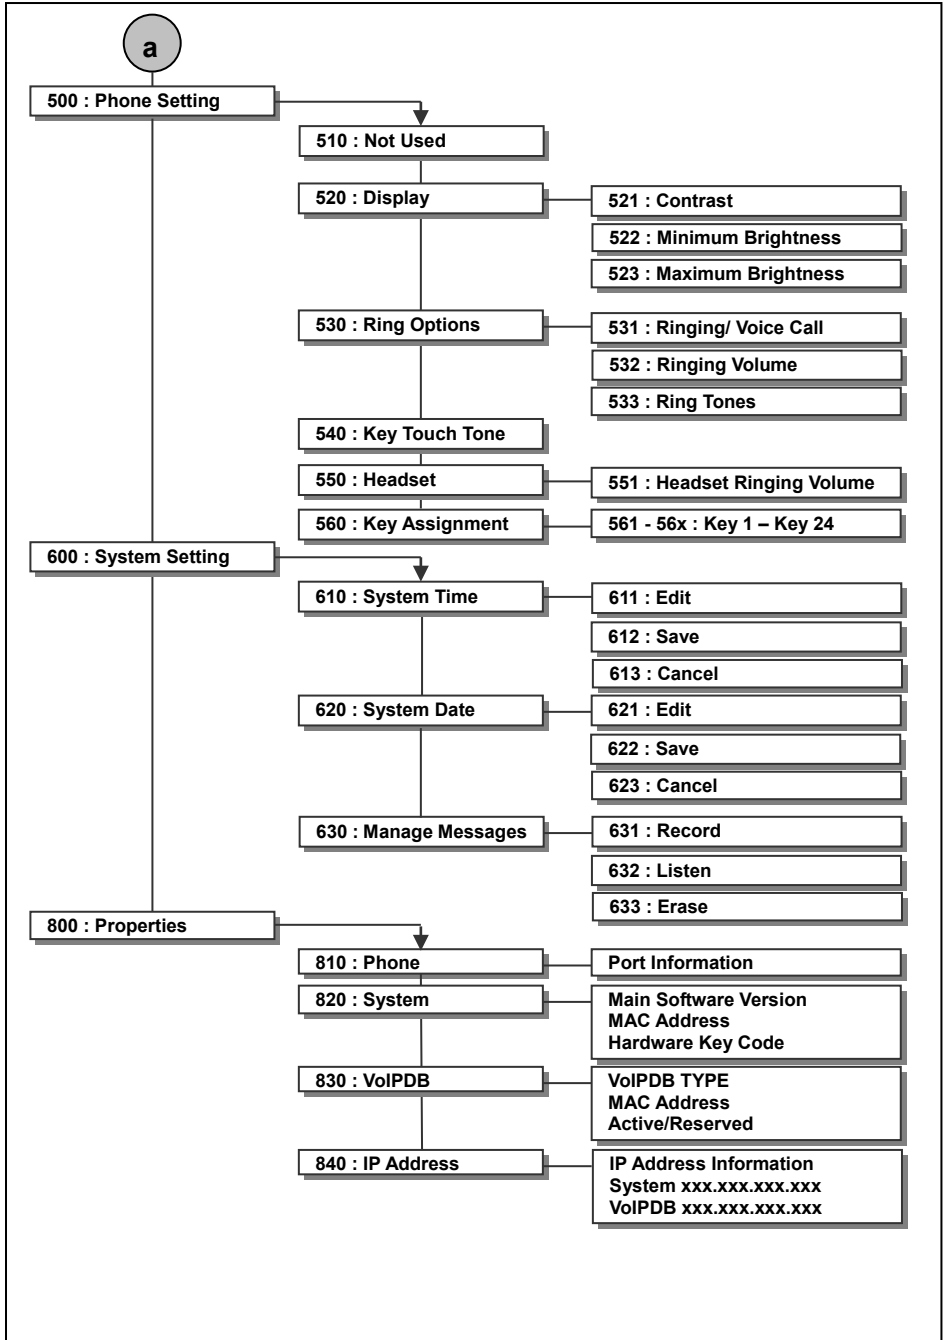 a
500 : Phone Setting
510 : Not Used
520 : Display
521 : Contrast
522 : Minimum Brightness
523 : Maximum Brightness
530 : Ring Options
531 : Ringing/ Voice Call
532 : Ringing Volume
533 : Ring Tones
540 : Key Touch Tone
550 : Headset
551 : Headset Ringing Volume
560 : Key Assignment
561 - 56x : Key 1 – Key 24
600 : System Setting
610 : System Time
611 : Edit
612 : Save
613 : Cancel
620 : System Date
621 : Edit
622 : Save
623 : Cancel
630 : Manage Messages
631 : Record
632 : Listen
633 : Erase
800 : Properties
810 : Phone
Port Information
820 : System
Main Software Version
MAC Address
Hardware Key Code
830 : VoIPDB
VoIPDB TYPE
MAC Address
Active/Reserved
840 : IP Address
IP Address Information
System xxx.xxx.xxx.xxx
VoIPDB xxx.xxx.xxx.xxx